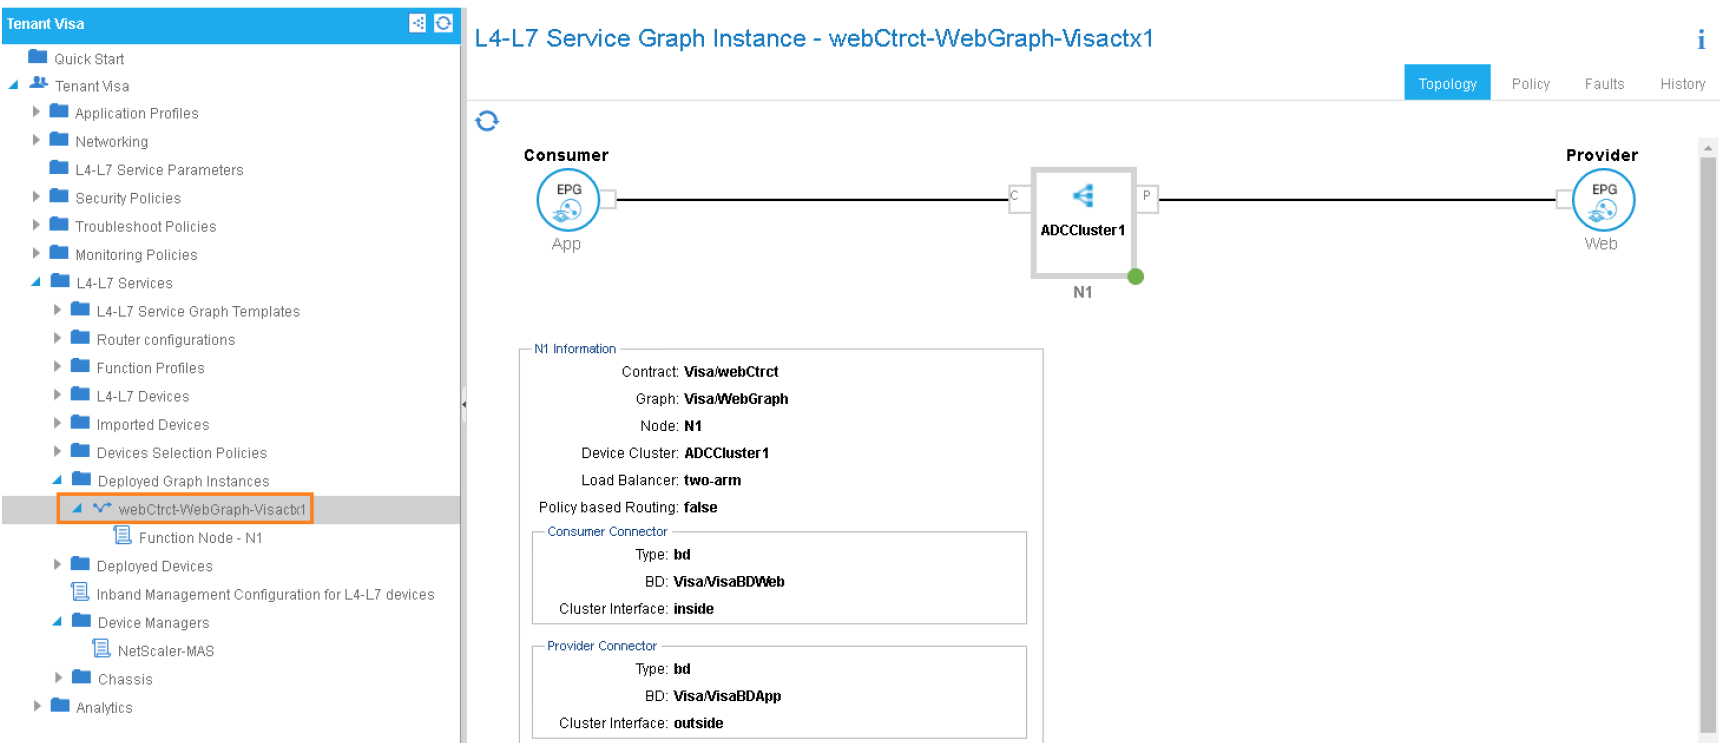 Tenant Visa
Quick Start
Tenant Visa
Application Profiles
Networking
L4-L7 Service Parameters
Security Policies
Troubleshoot Policies
Monitoring Policies
L4-L7 Services
L4-L7 Service Graph Templates
Router configurations
Function Profiles
L4-L7 Devices
Imported Devices
Devices Selection Policies
Deployed Graph Instances
webCtrct-WebGraph-Visactx1
Function Node - N1
Deployed Devices
Inband Management Configuration for L4-L7 devices
Device Managers
NetScaler-MAS
Chassis
Analytics
L4-L7 Service Graph Instance - webCtrct-WebGraph-Visactx1
i
Topology Policy Faults History
Consumer
EPG
App
C
ADCCluster1
P
N1
Provider
EPG
Web
N1 Information
Contract: Visa/webCtrct
Graph: Visa/WebGraph
Node: N1
Device Cluster: ADCCluster1
Load Balancer: two-arm
Policy based Routing: false
Consumer Connector
Type: bd
BD: Visa/VisaBDWeb
Cluster Interface: inside
Provider Connector
Type: bd
BD: Visa/VisaBDApp
Cluster Interface: outside